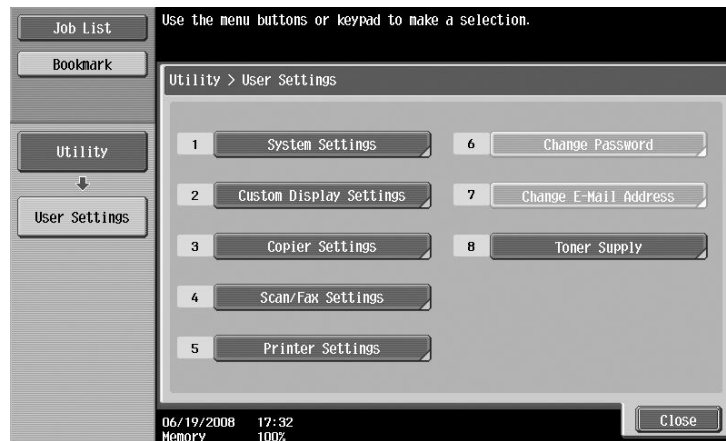 Job List
Bookmark
Utility
User Settings
Use the menu buttons or keypad to make a selection.
Utility > User Settings
1 System Settings
2 Custom Display Settings
3 Copier Settings
4 Scan/Fax Settings
5 Printer Settings
6 Change Password
7 Change E-Mail Address
8 Toner Supply
06/19/2008 17:32
Memory 100%
Close